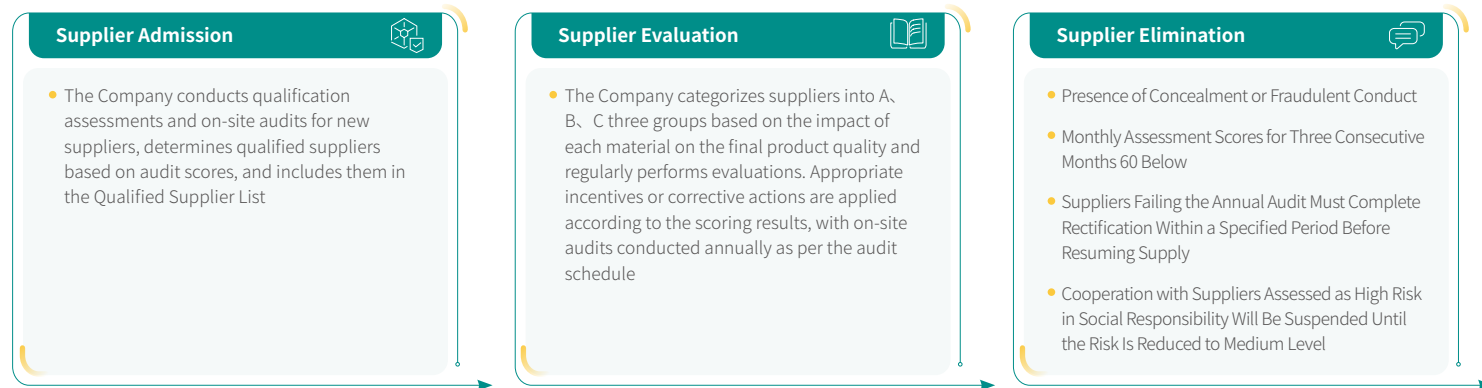 Supplier Admission
The Company conducts qualification
assessments and on-site audits for new
suppliers, determines qualified suppliers
based on audit scores, and includes them in
the Qualified Supplier List
Supplier Evaluation
The Company categorizes suppliers into A、
B、C three groups based on the impact of
each material on the final product quality and
regularly performs evaluations. Appropriate
incentives or corrective actions are applied
according to the scoring results, with on-site
audits conducted annually as per the audit
schedule
Supplier Elimination
Presence of Concealment or Fraudulent Conduct
Monthly Assessment Scores for Three Consecutive
Months 60 Below
Suppliers Failing the Annual Audit Must Complete
Rectification Within a Specified Period Before
Resuming Supply
Cooperation with Suppliers Assessed as High Risk
in Social Responsibility Will Be Suspended Until
the Risk Is Reduced to Medium Level